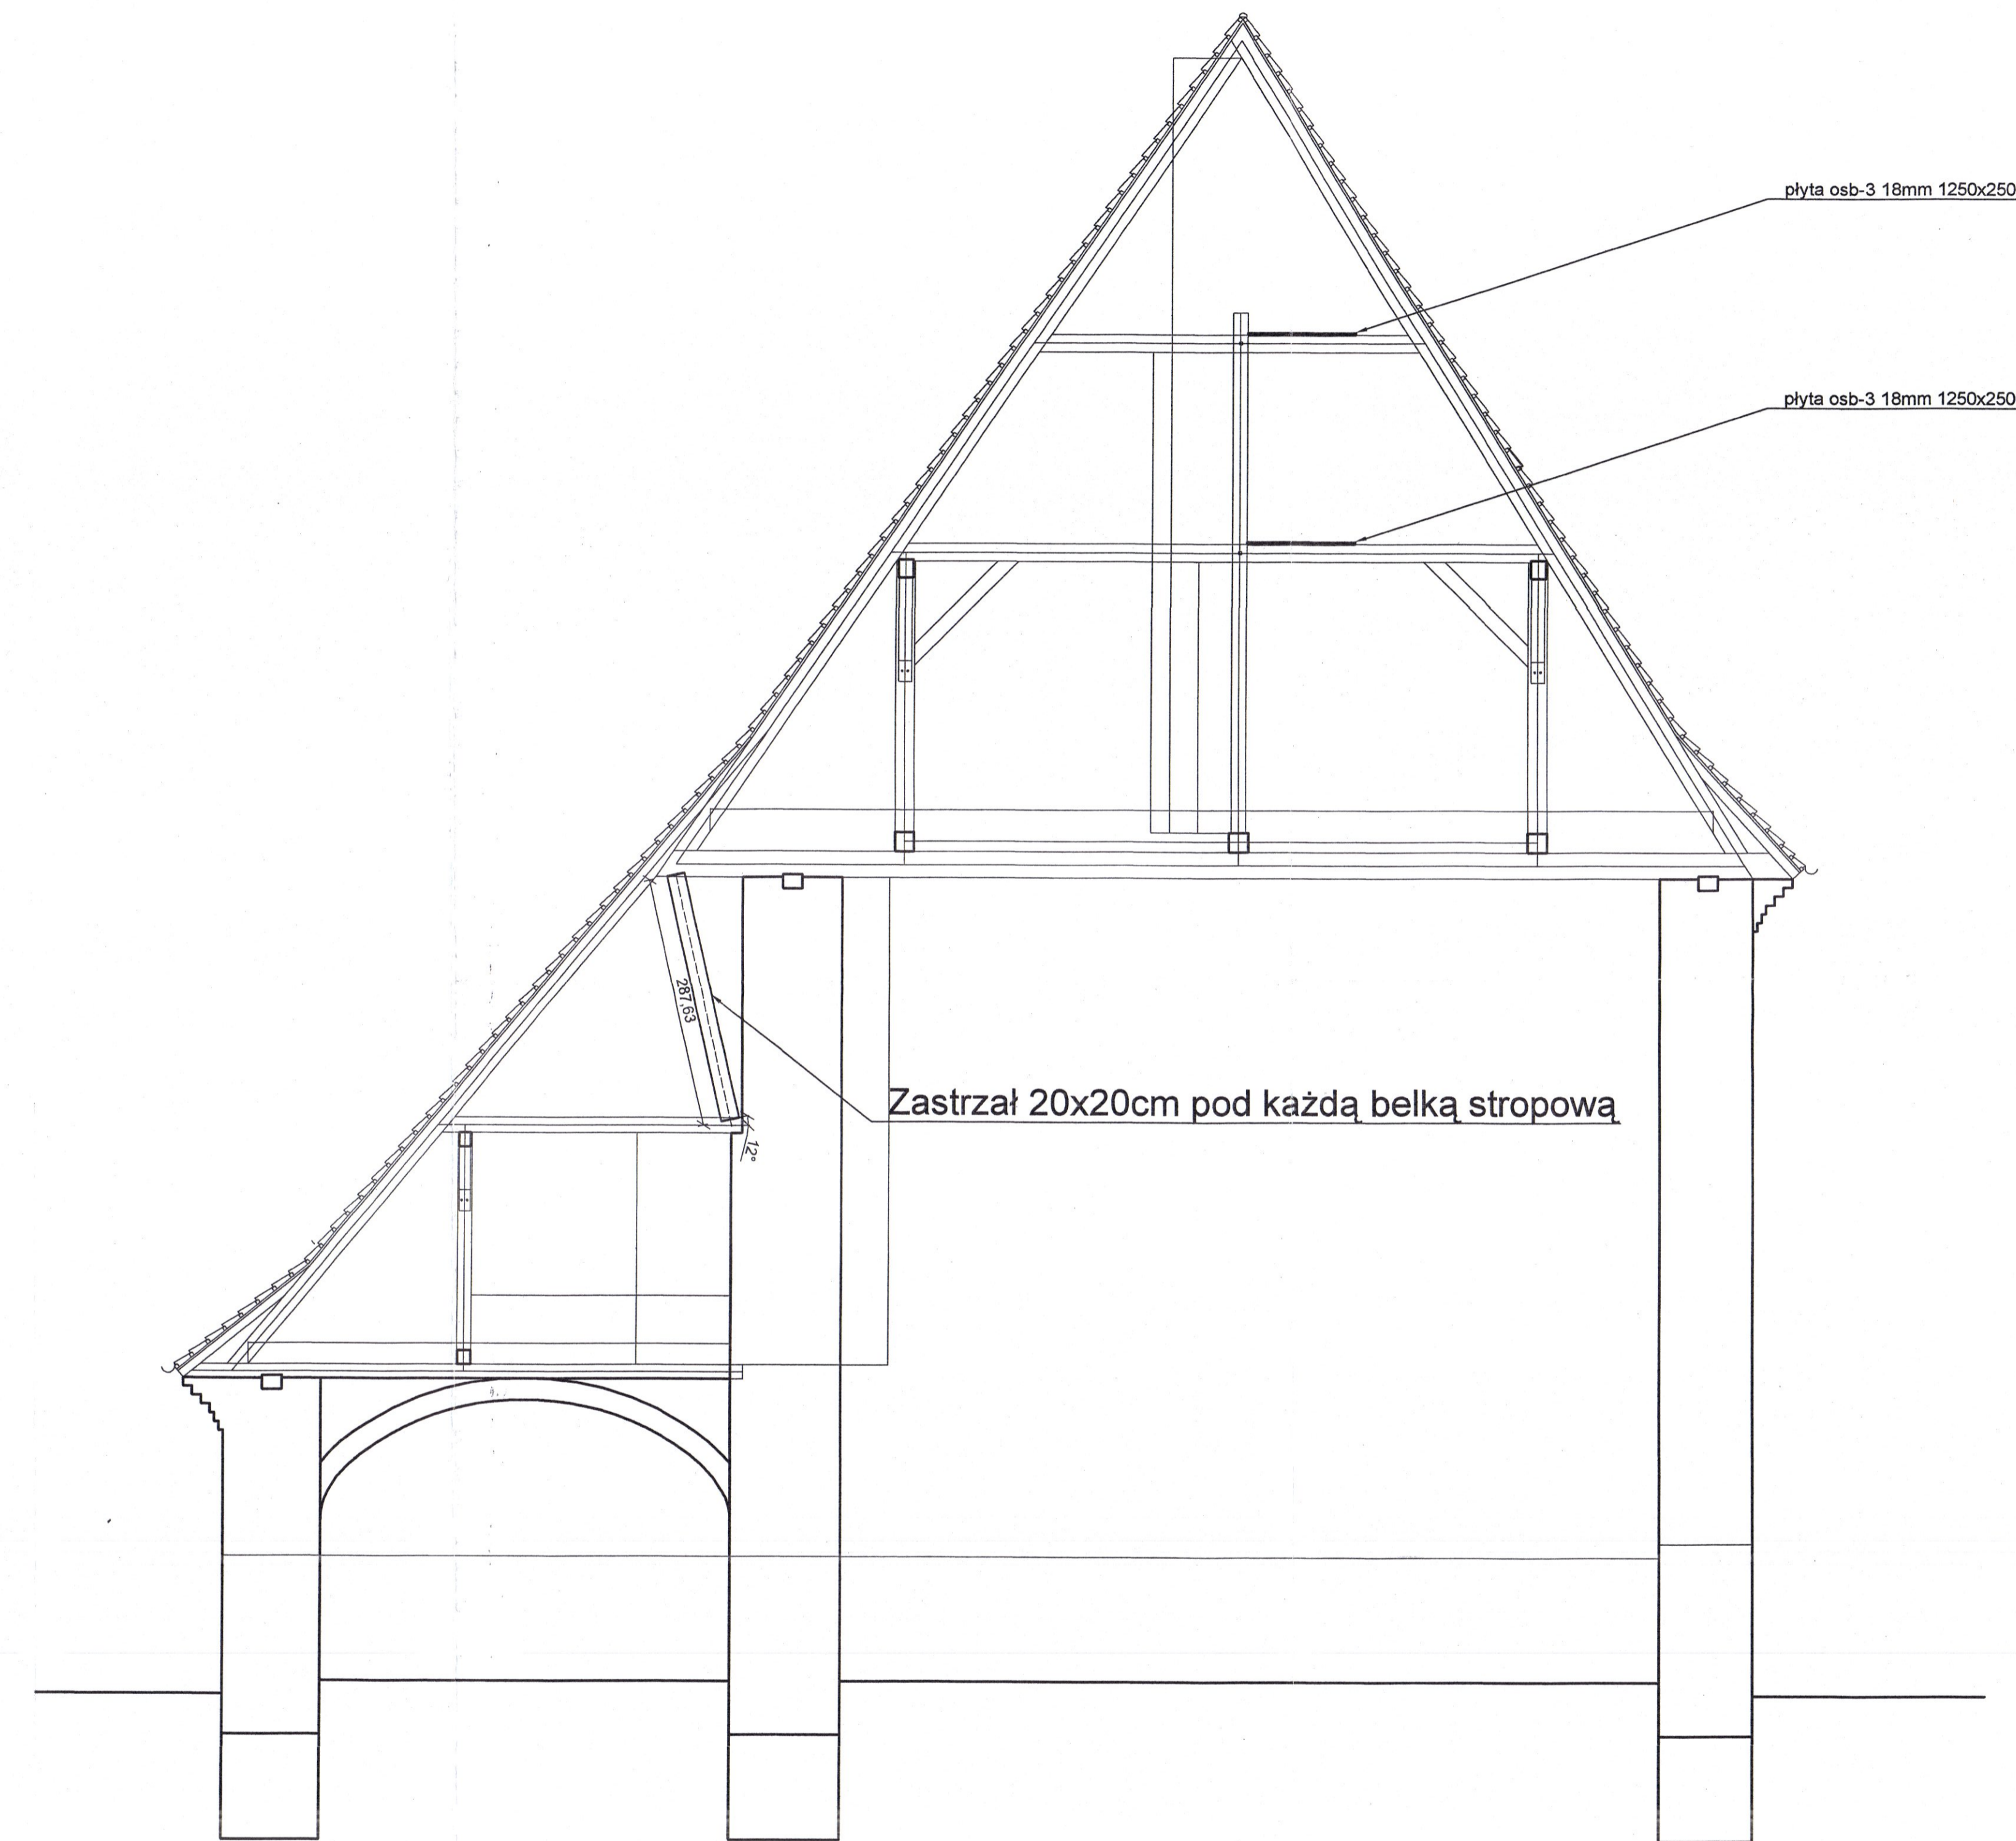 płyta osb-3 18mm 1250x250
płyta osb-3 18mm 1250x250
287,63
Zastrzał 20x20cm pod każdą belką stropową
12°